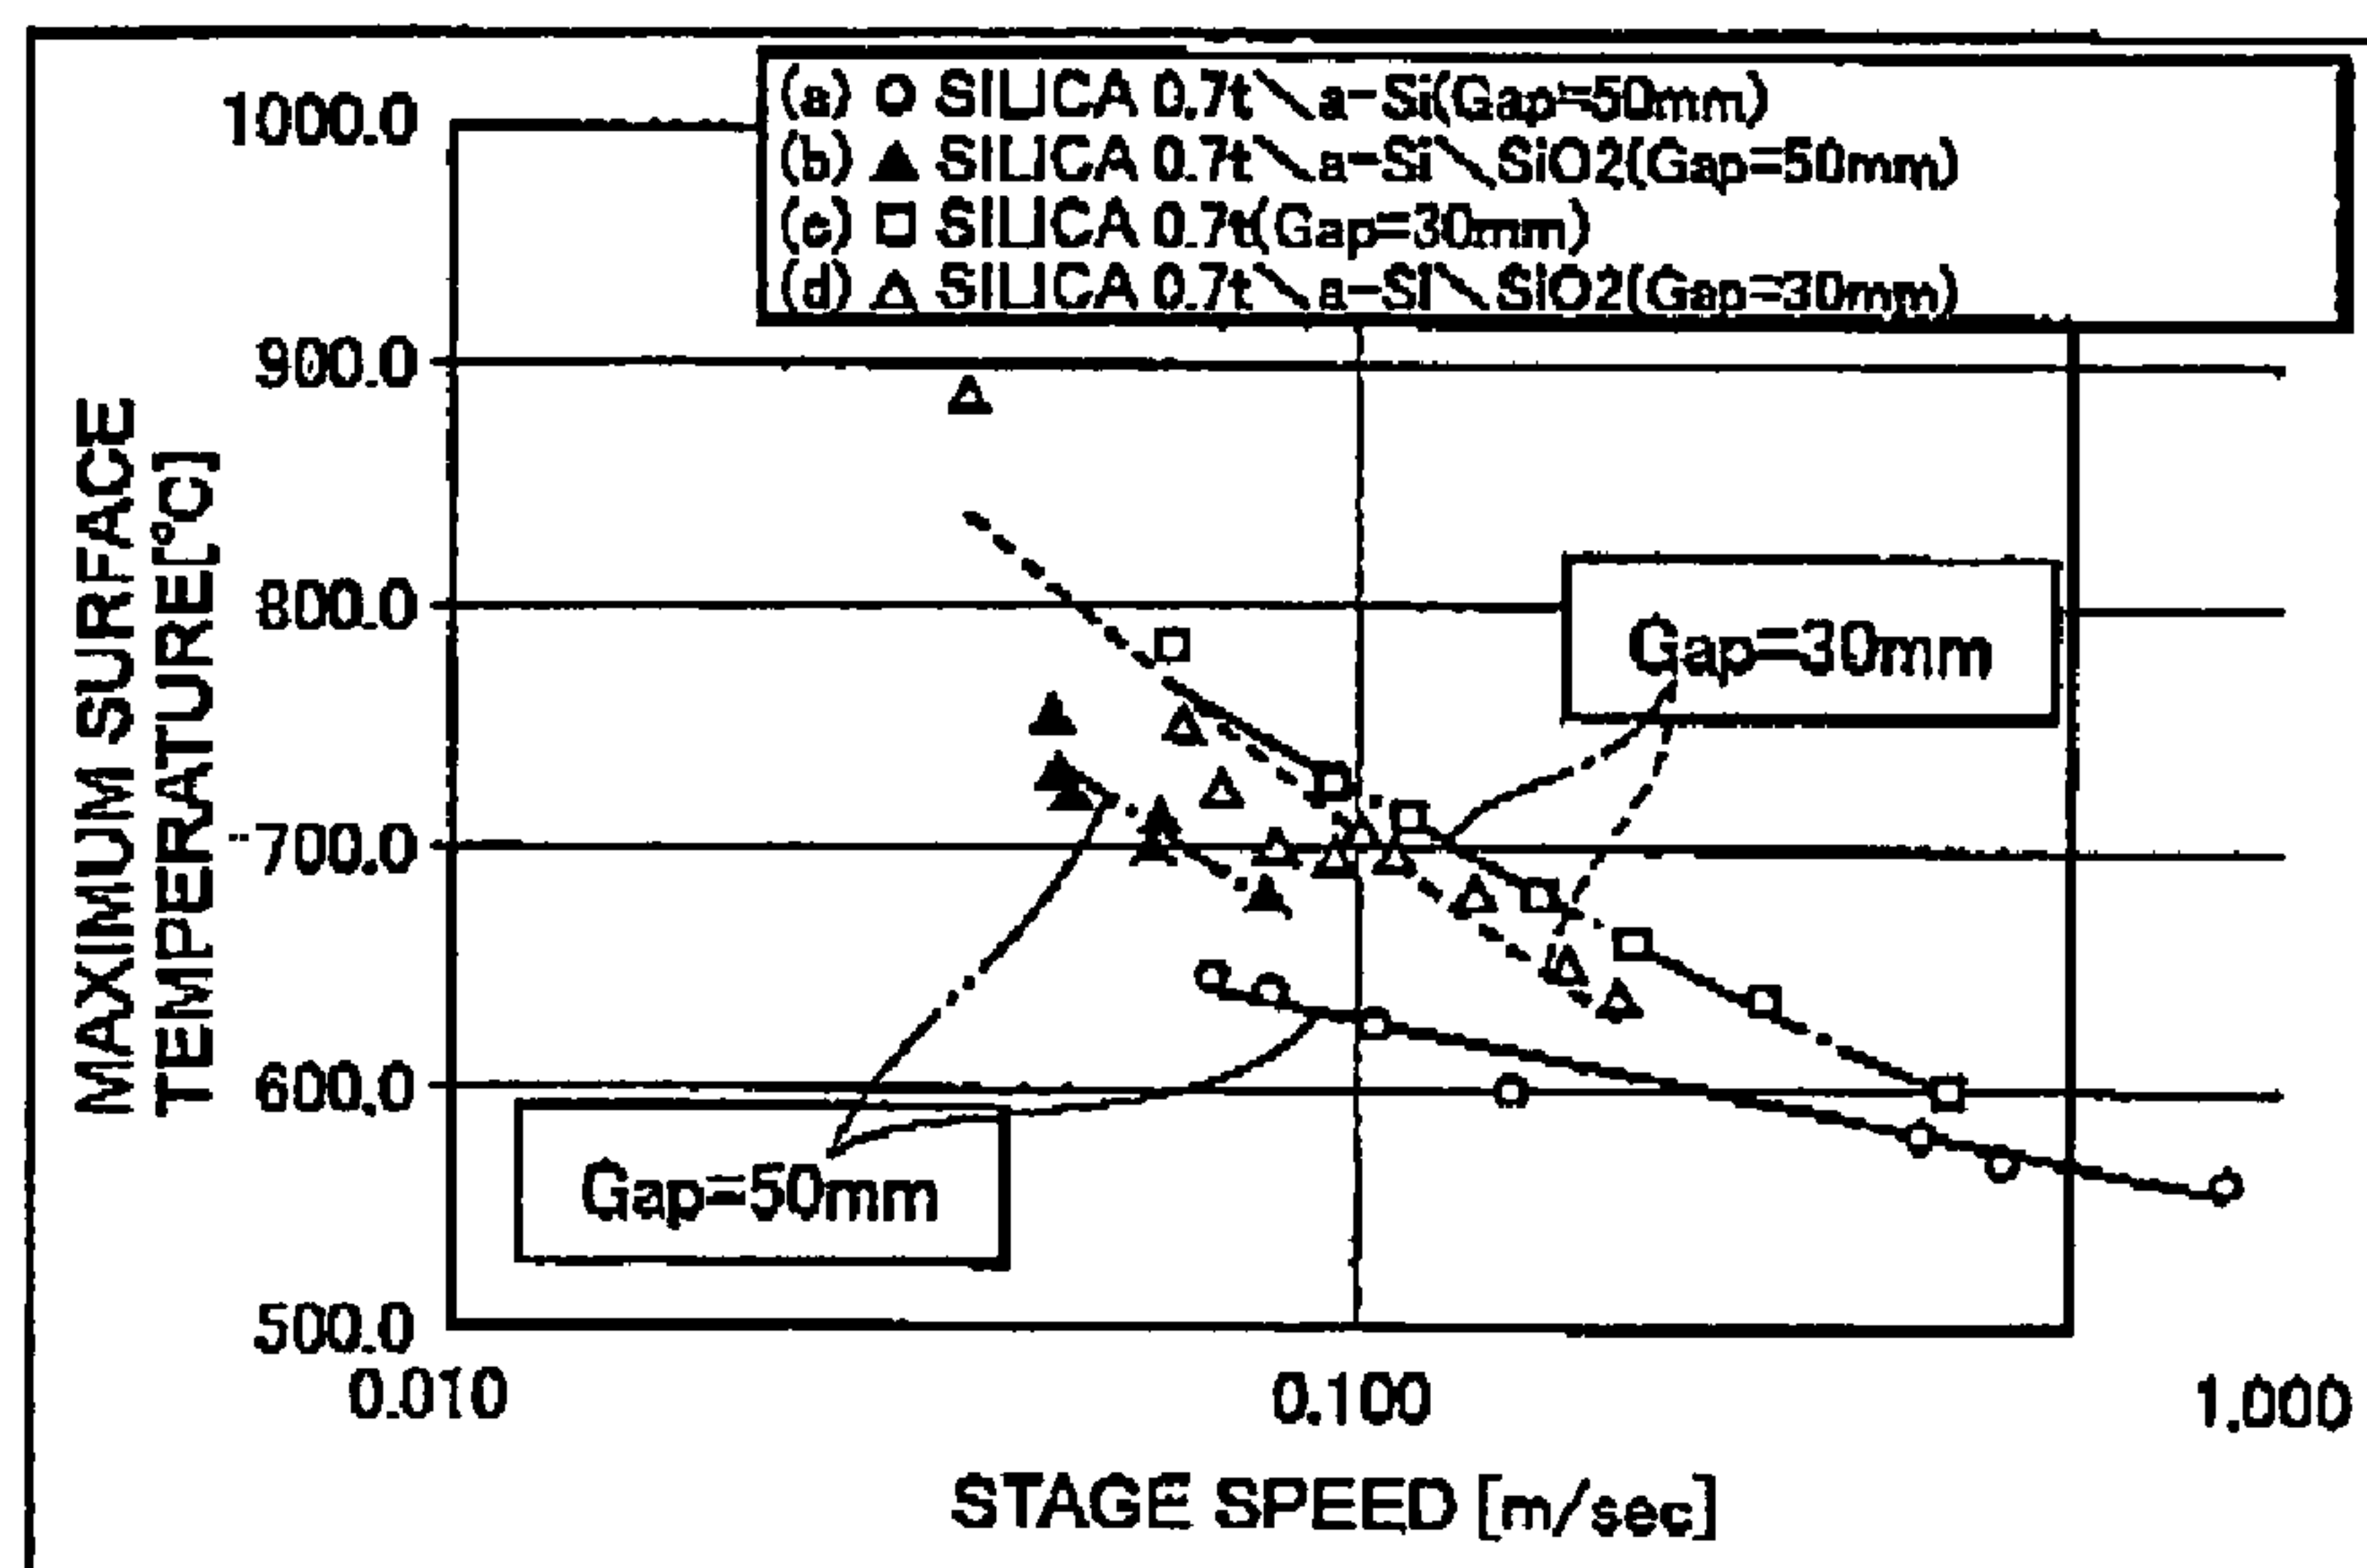 (a) ○ SILICA 0.7t＼a-Si(Gap=50mm)
(b) ▲ SILICA 0.7t＼a-Si＼SiO2(Gap=50mm)
(c) □ SILICA 0.7t(Gap=30mm)
(d) △ SILICA 0.7t＼a-Si＼SiO2(Gap=30mm)
1000.0
900.0
800.0
700.0
600.0
500.0
MAXIMUM SURFACE
TEMPERATURE[°C]
Gap=30mm
Gap=50mm
0.010
0.100
1.000
STAGE SPEED [m/sec]